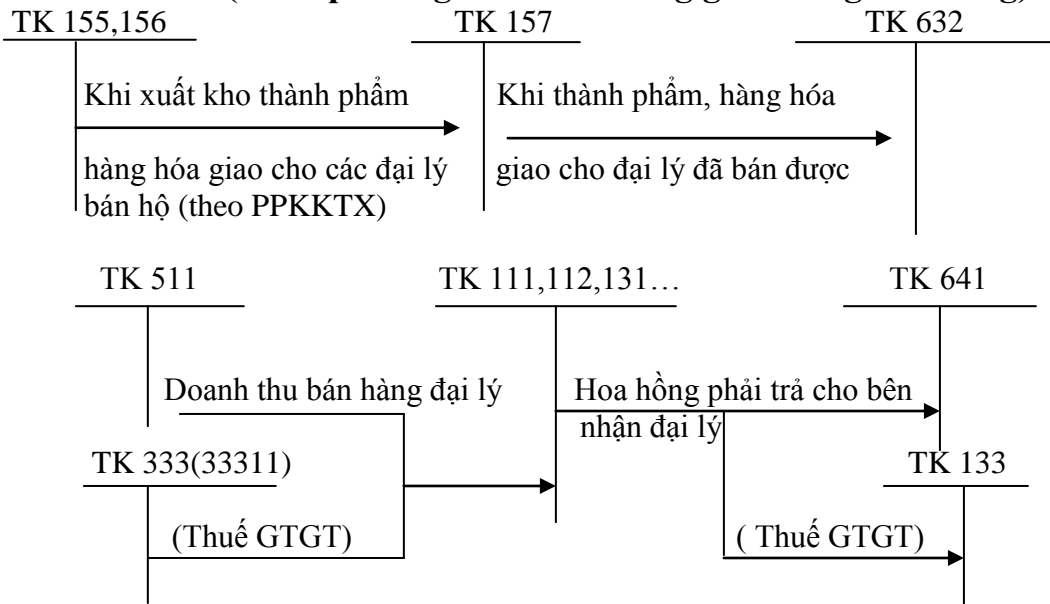 TK 155,156
TK 157
TK 632
Khi xuất kho thành phẩm
hàng hóa giao cho các đại lý
bán hộ (theo PPKKTX)
Khi thành phẩm, hàng hóa
giao cho đại lý đã bán được
TK 511
TK 111,112,131…
TK 641
Doanh thu bán hàng đại lý
Hoa hồng phải trả cho bên
nhận đại lý
TK 333(33311)
TK 133
(Thuế GTGT)
( Thuế GTGT)